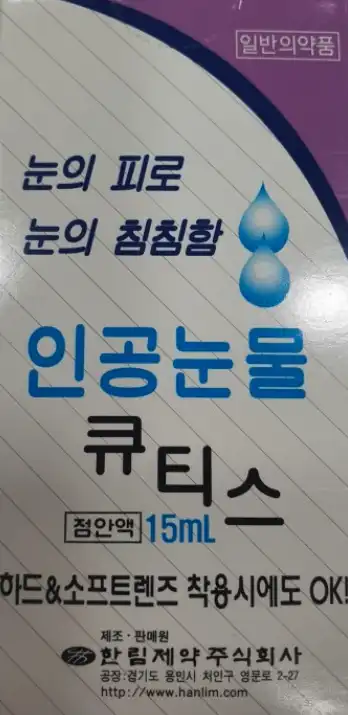 일반의약품
눈의 피로
눈의 침침함
인공눈물
큐티스
점안액 15mL
하드&소프트렌즈 착용시에도 OK!
제조·판매원
한림제약주식회사
공장:경기도 용인시 처인구 영문로 2-27
http://www.hanlim.com